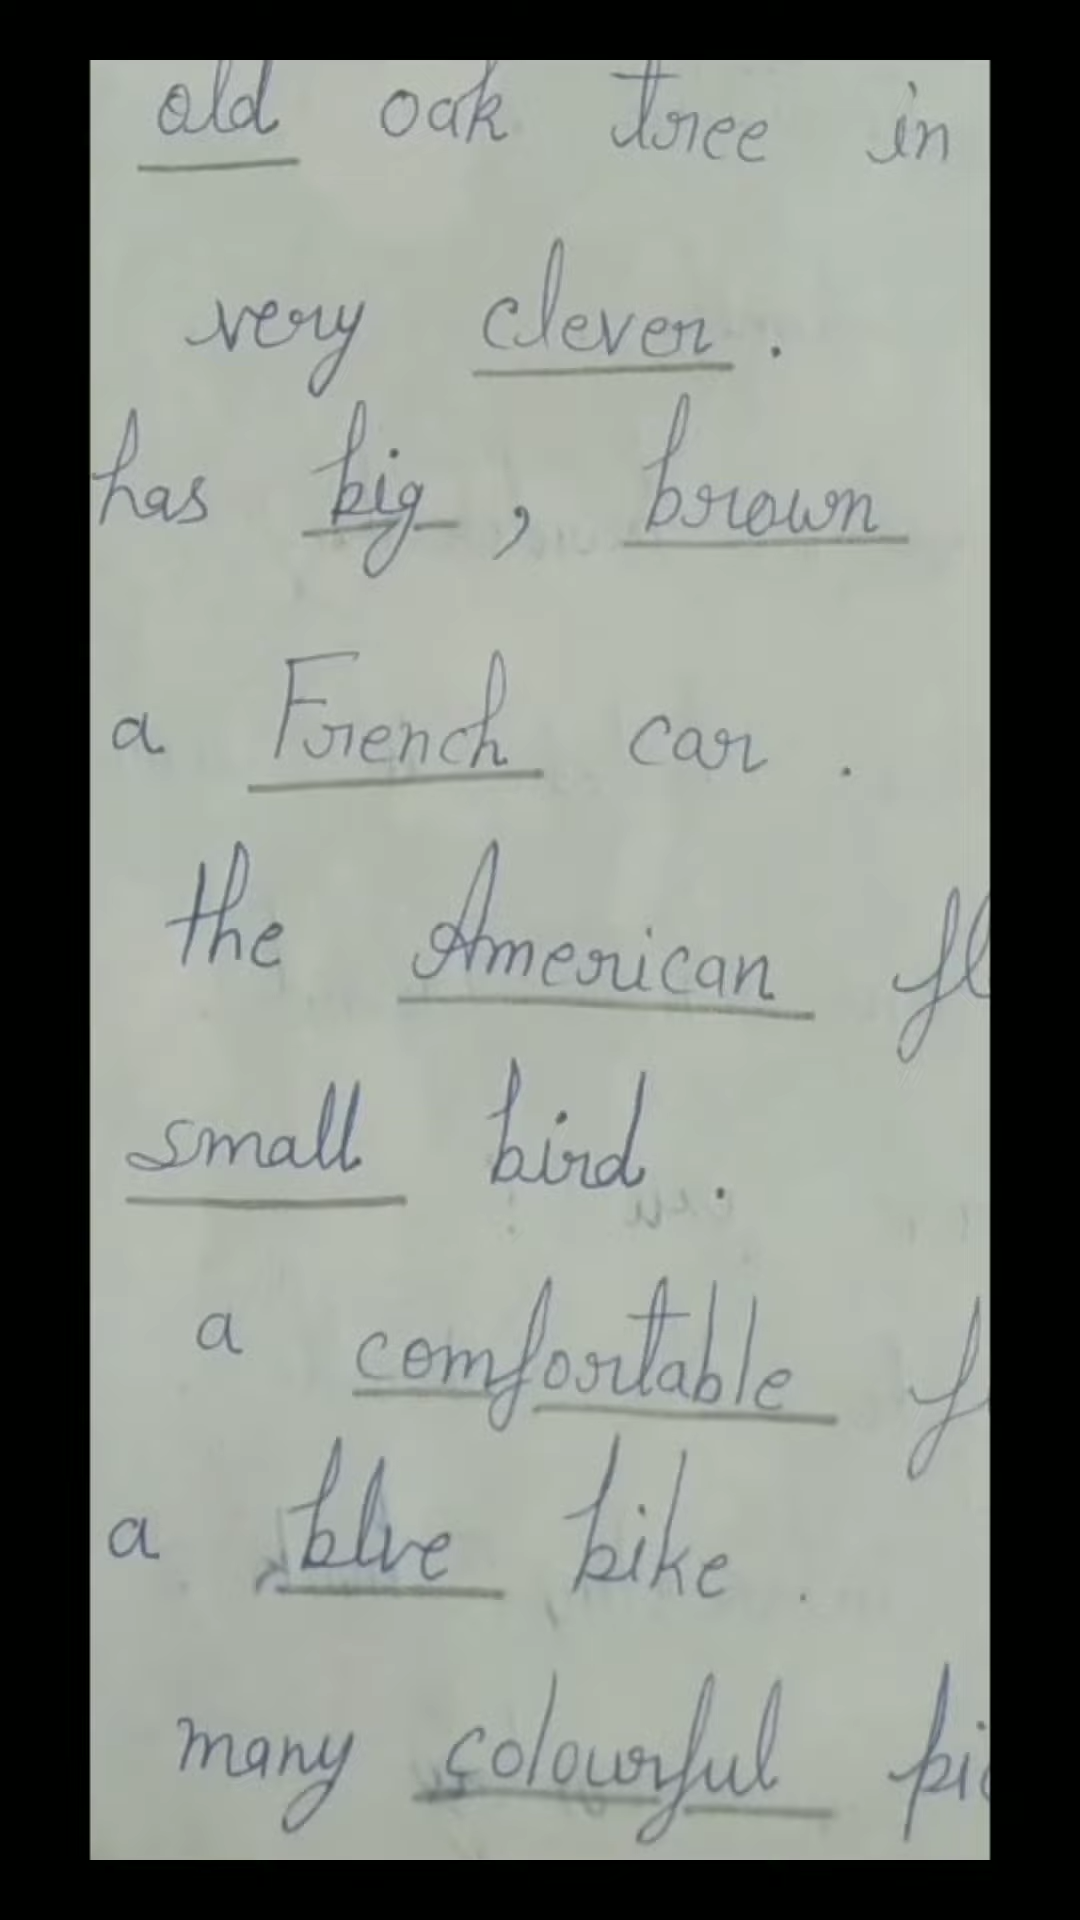 old oak tree in
very clever.
has big, brown
a French car.
the American
small bird.
a comfortable
a blue bike.
many colourful